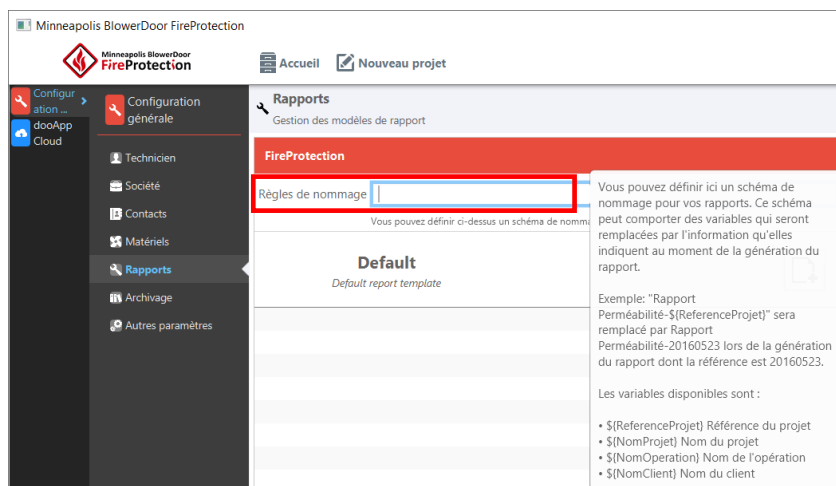 Minneapolis BlowerDoor FireProtection
Minneapolis BlowerDoor
FireProtection
Accueil
Nouveau projet
Configur
ation ...
dooApp
Cloud
Configuration
générale
Technicien
Société
Contacts
Matériels
Rapports
Archivage
Autres paramètres
Rapports
Gestion des modèles de rapport
FireProtection
Règles de nommage
Vous pouvez définir ci-dessus un schéma de nomma
Default
Default report template
Vous pouvez définir ici un schéma de
nommage pour vos rapports. Ce schéma
peut comporter des variables qui seront
remplacées par l'information qu'elles
indiquent au moment de la génération du
rapport.
Exemple: "Rapport
Perméabilité-${ReferenceProjet}" sera
remplacé par Rapport
Perméabilité-20160523 lors de la génération
du rapport dont la référence est 20160523.
Les variables disponibles sont :
• ${ReferenceProjet} Référence du projet
• ${NomProjet} Nom du projet
• ${NomOperation} Nom de l'opération
• ${NomClient} Nom du client